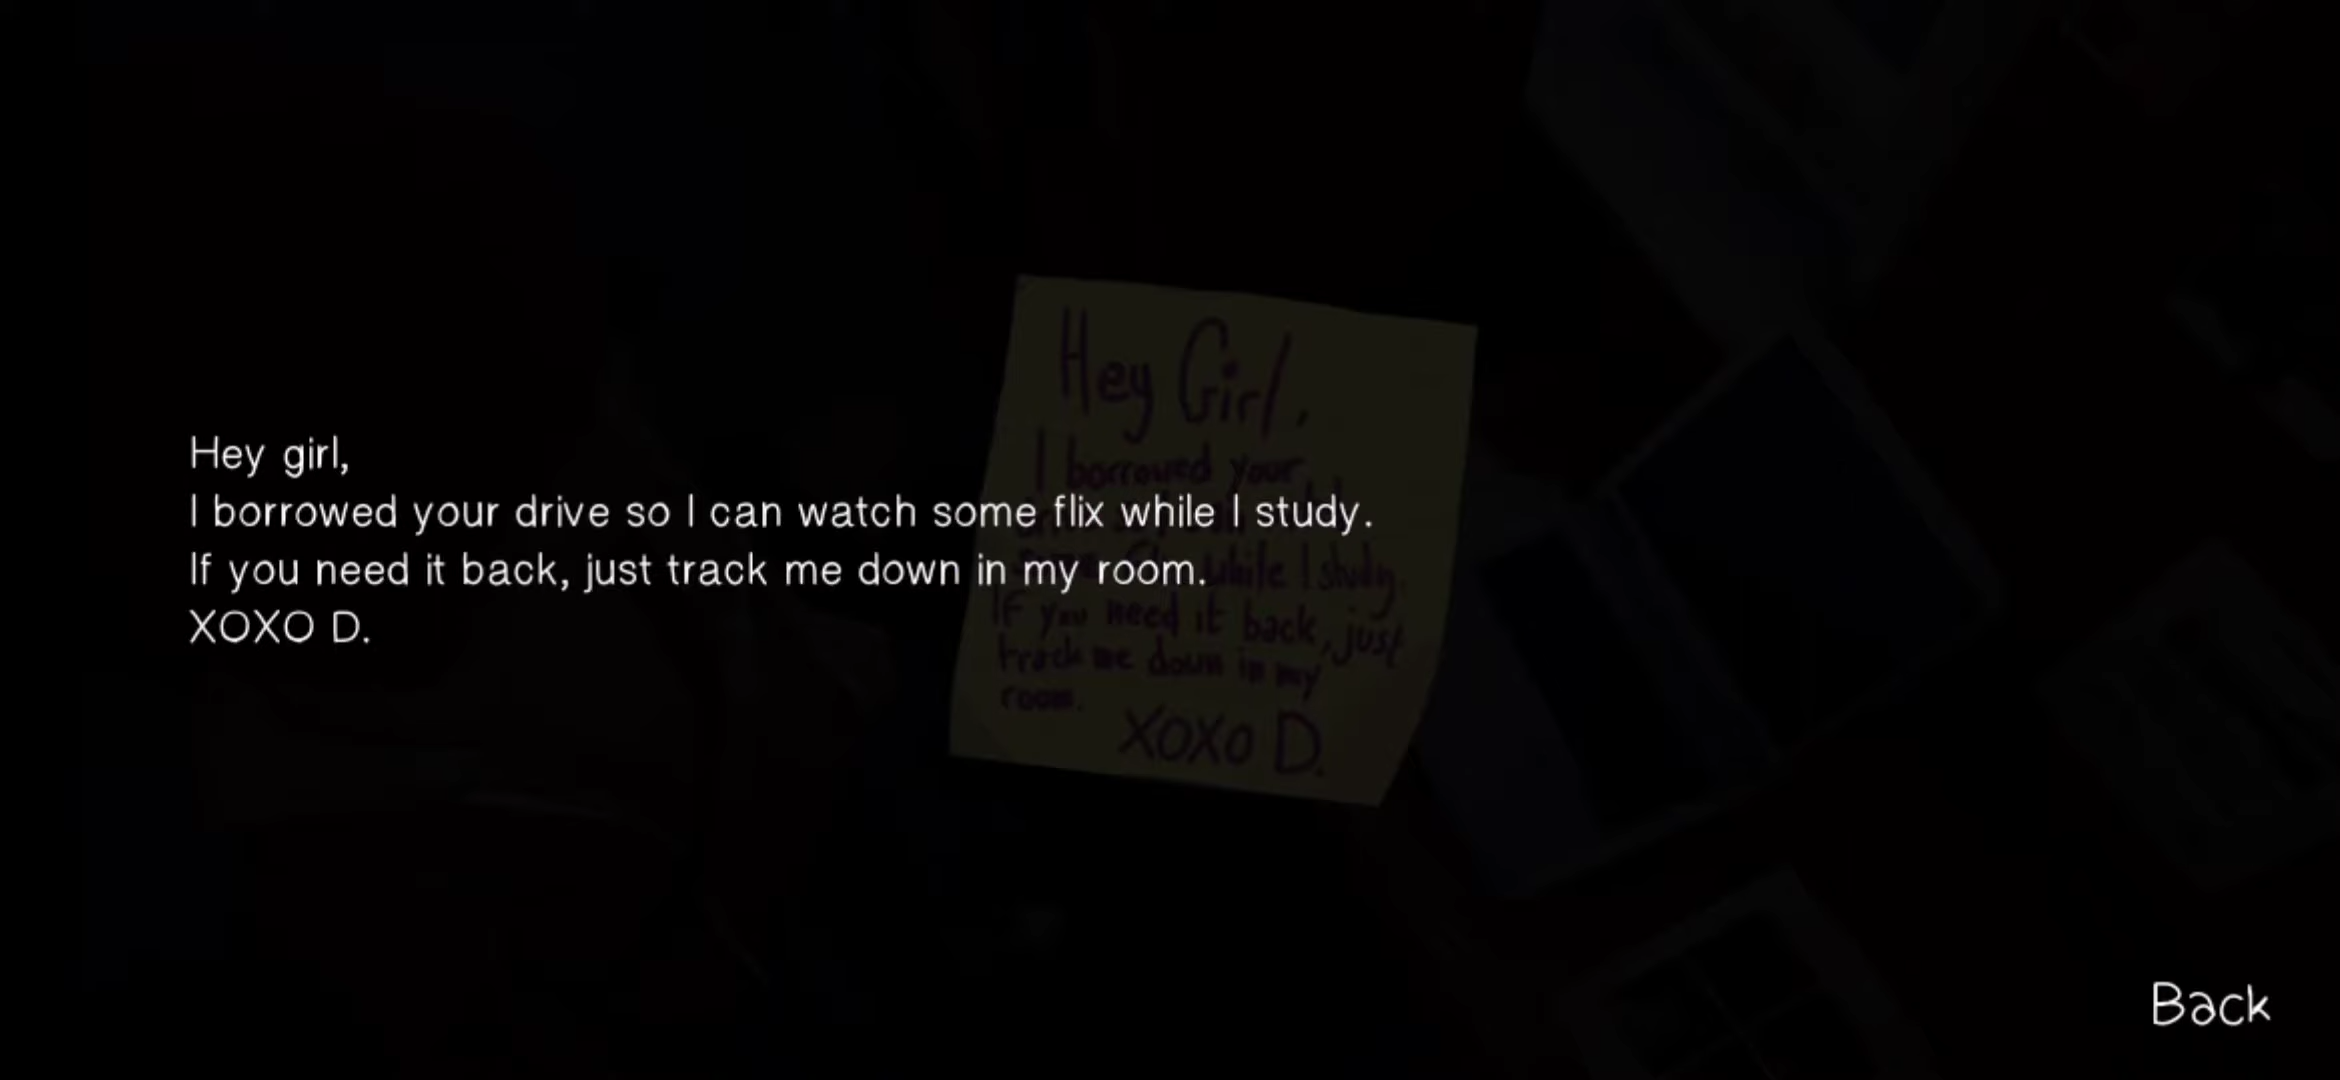 Hey girl,
I borrowed your drive so I can watch some flix while I study.
If you need it back, just track me down in my room.
XOXO D.
Hey Girl,
I borrowed your
while I study.
If you need it back, just
track me down in my
room.
XOXO D.
Back